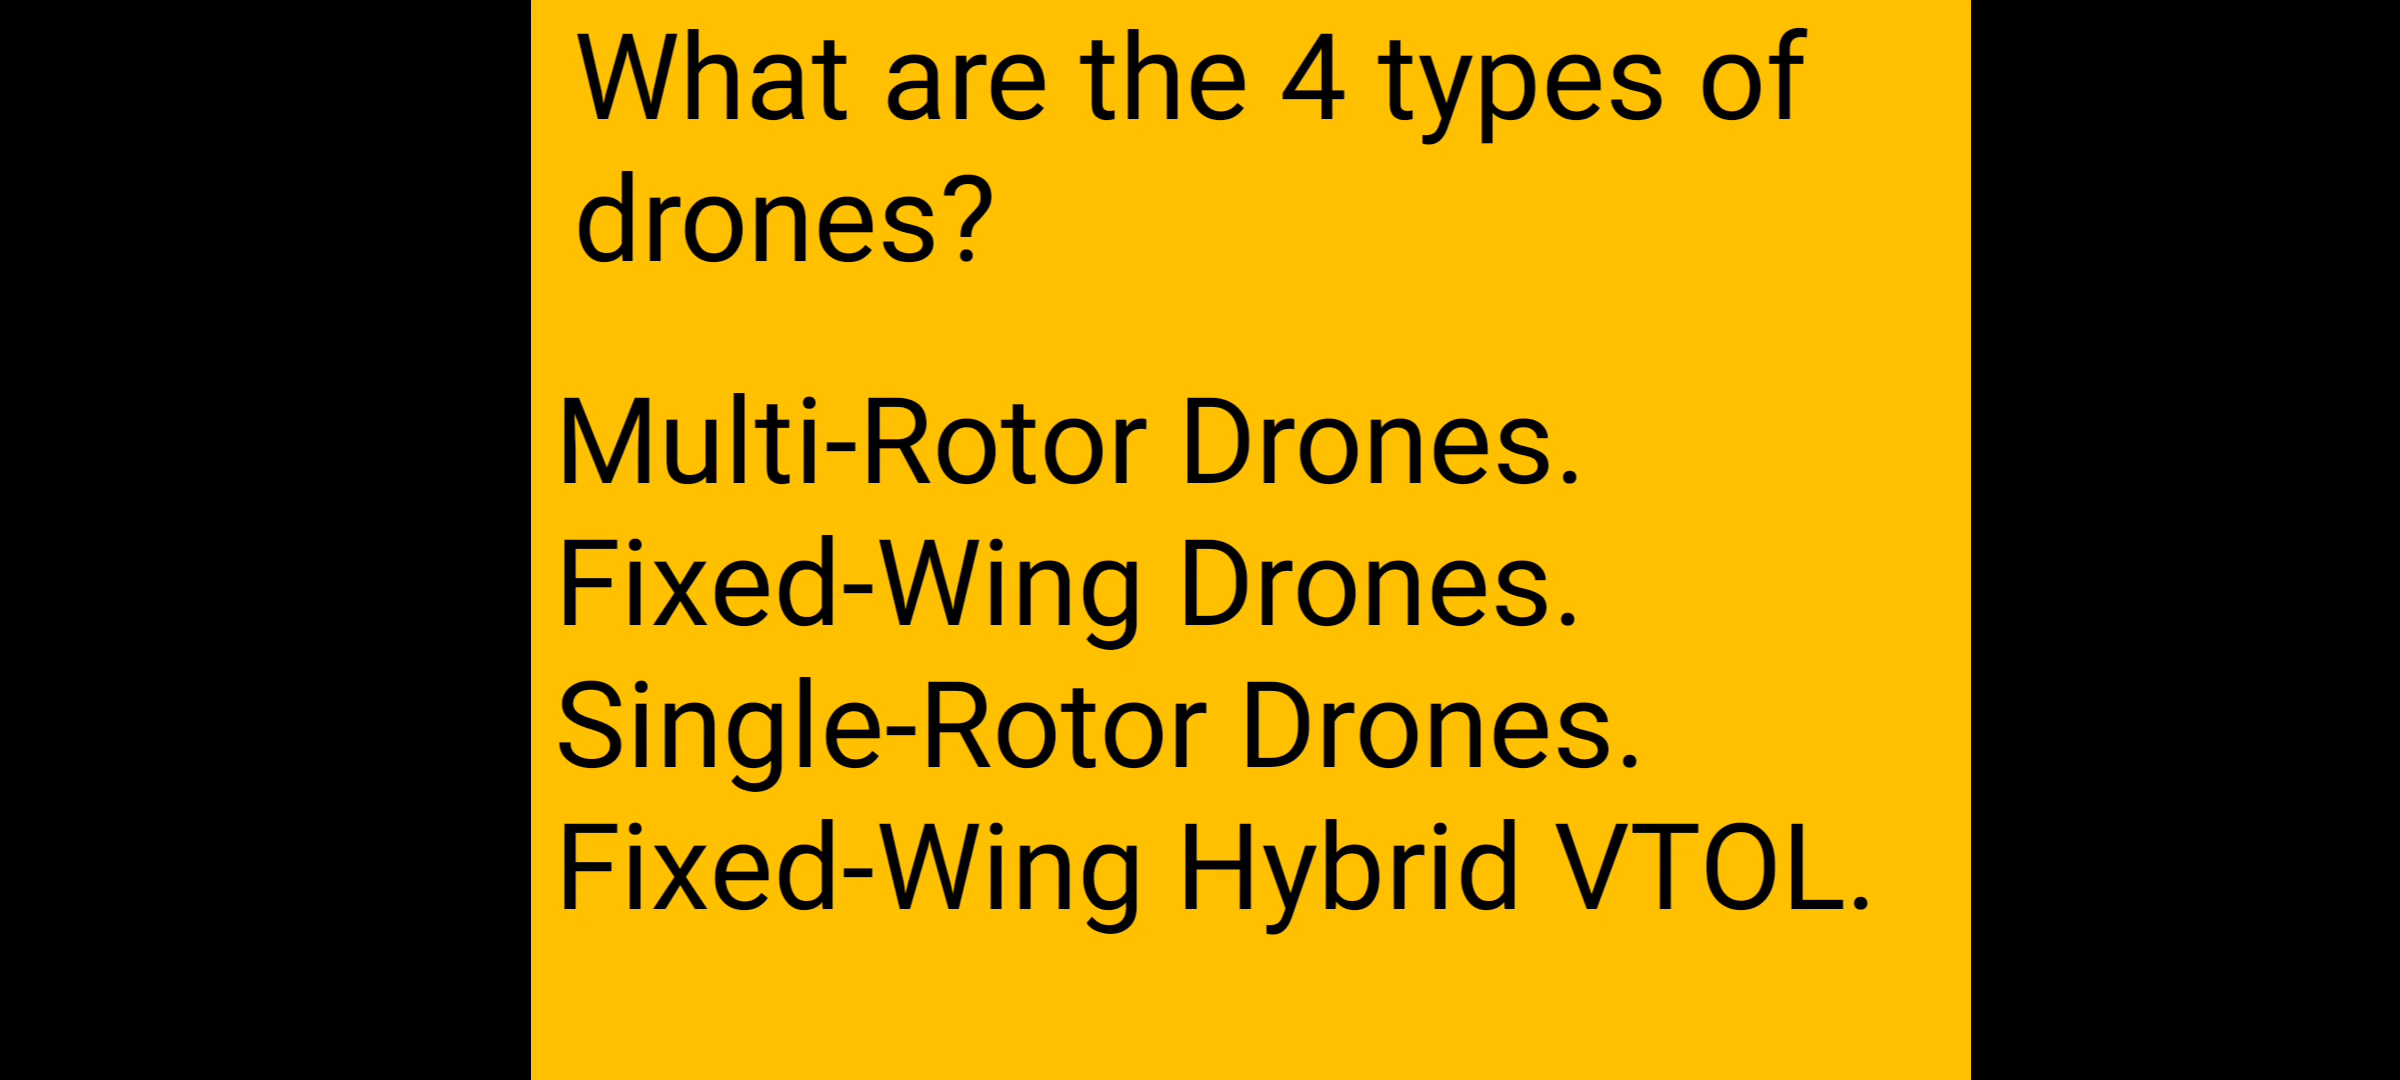 What are the 4 types of
drones?
Multi-Rotor Drones.
Fixed-Wing Drones.
Single-Rotor Drones.
Fixed-Wing Hybrid VTOL.